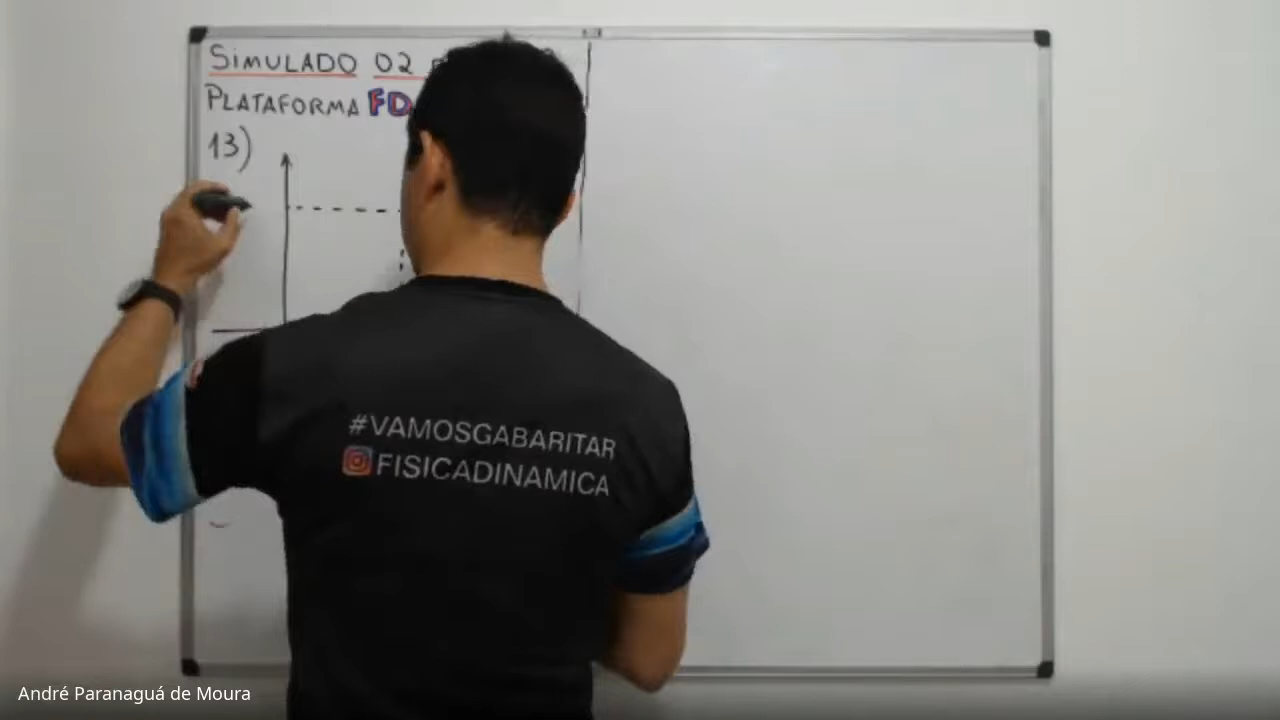 SIMULADO 02
PLATAFORMA FD
13)
#VAMOSGABARITAR
FISICADINAMICA
André Paranaguá de Moura